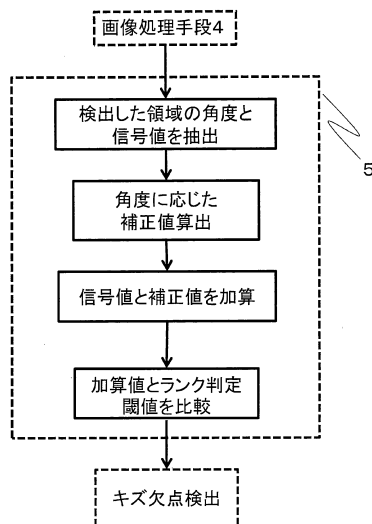 画像処理手段4
検出した領域の角度と
信号値を抽出
5
角度に応じた
補正値算出
信号値と補正値を加算
加算値とランク判定
閾値を比較
キズ欠点検出